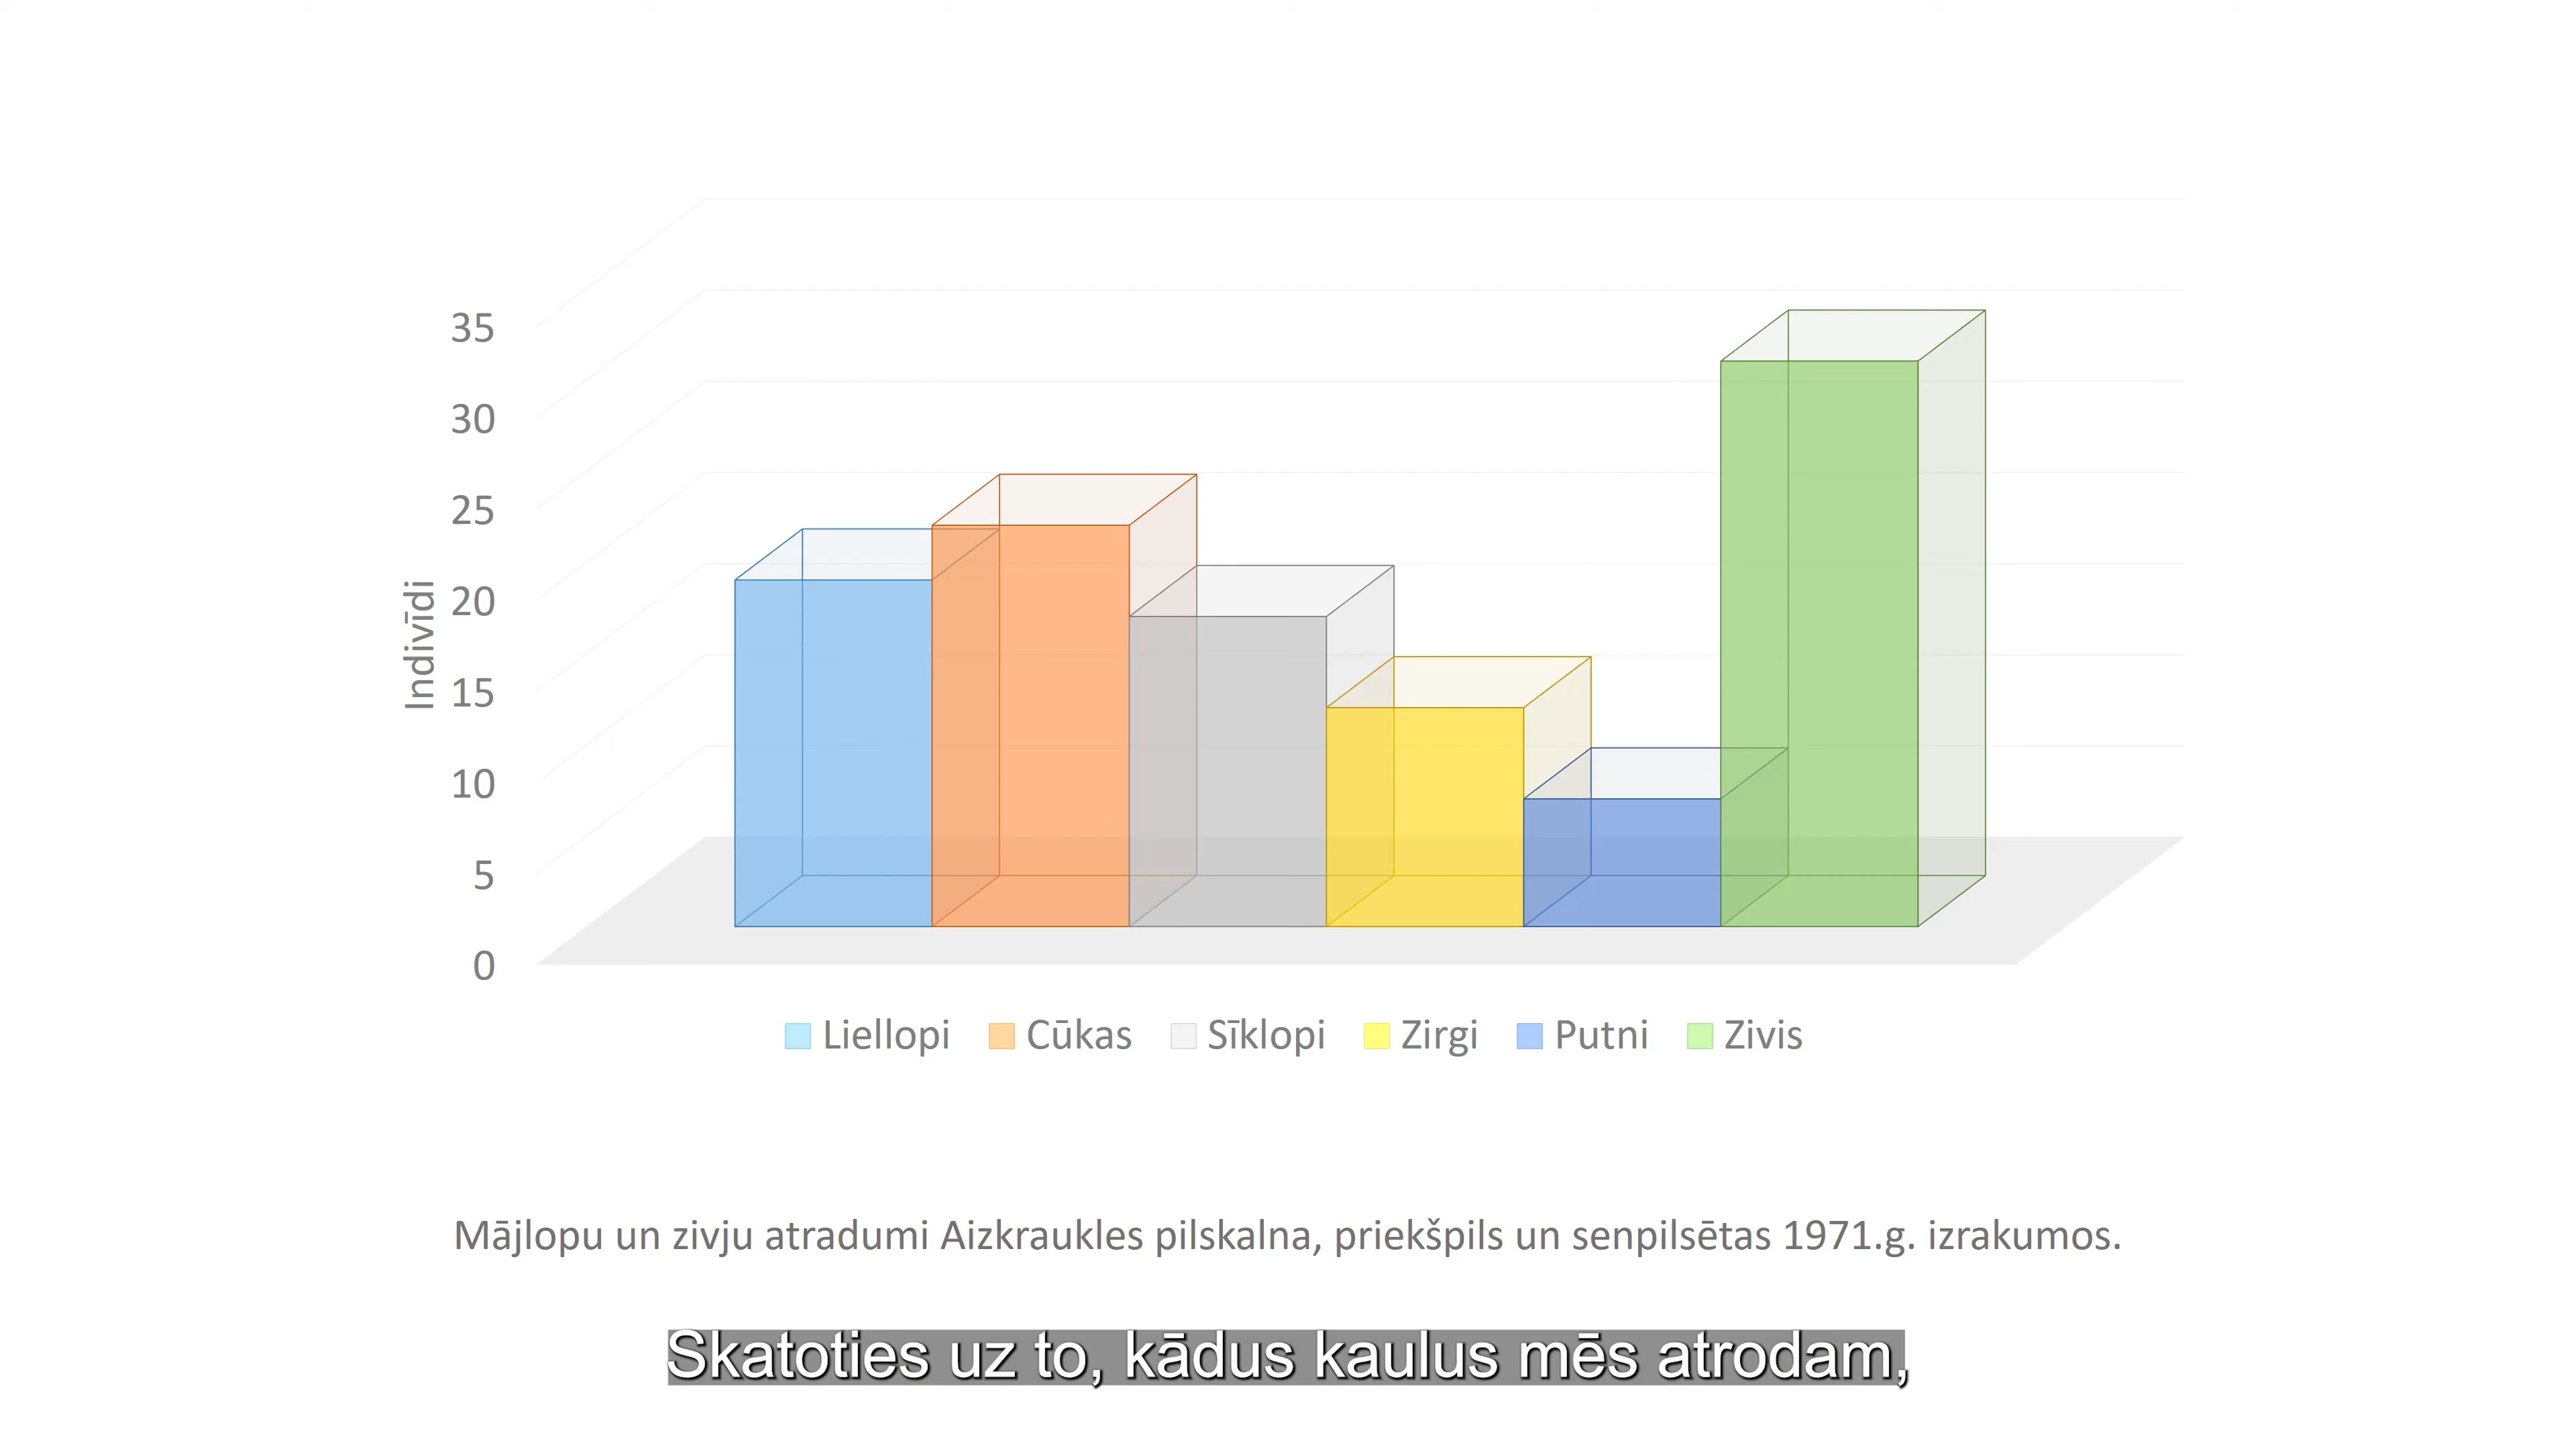 35
30
25
20
15
10
5
0
Indivīdi
Liellopi Cūkas Sīklopi Zirgi Putni Zivis
Mājlopu un zivju atradumi Aizkraukles pilskalna, priekšpils un senpilsētas 1971.g. izrakumos.
Skatoties uz to, kādus kaulus mēs atrodam,